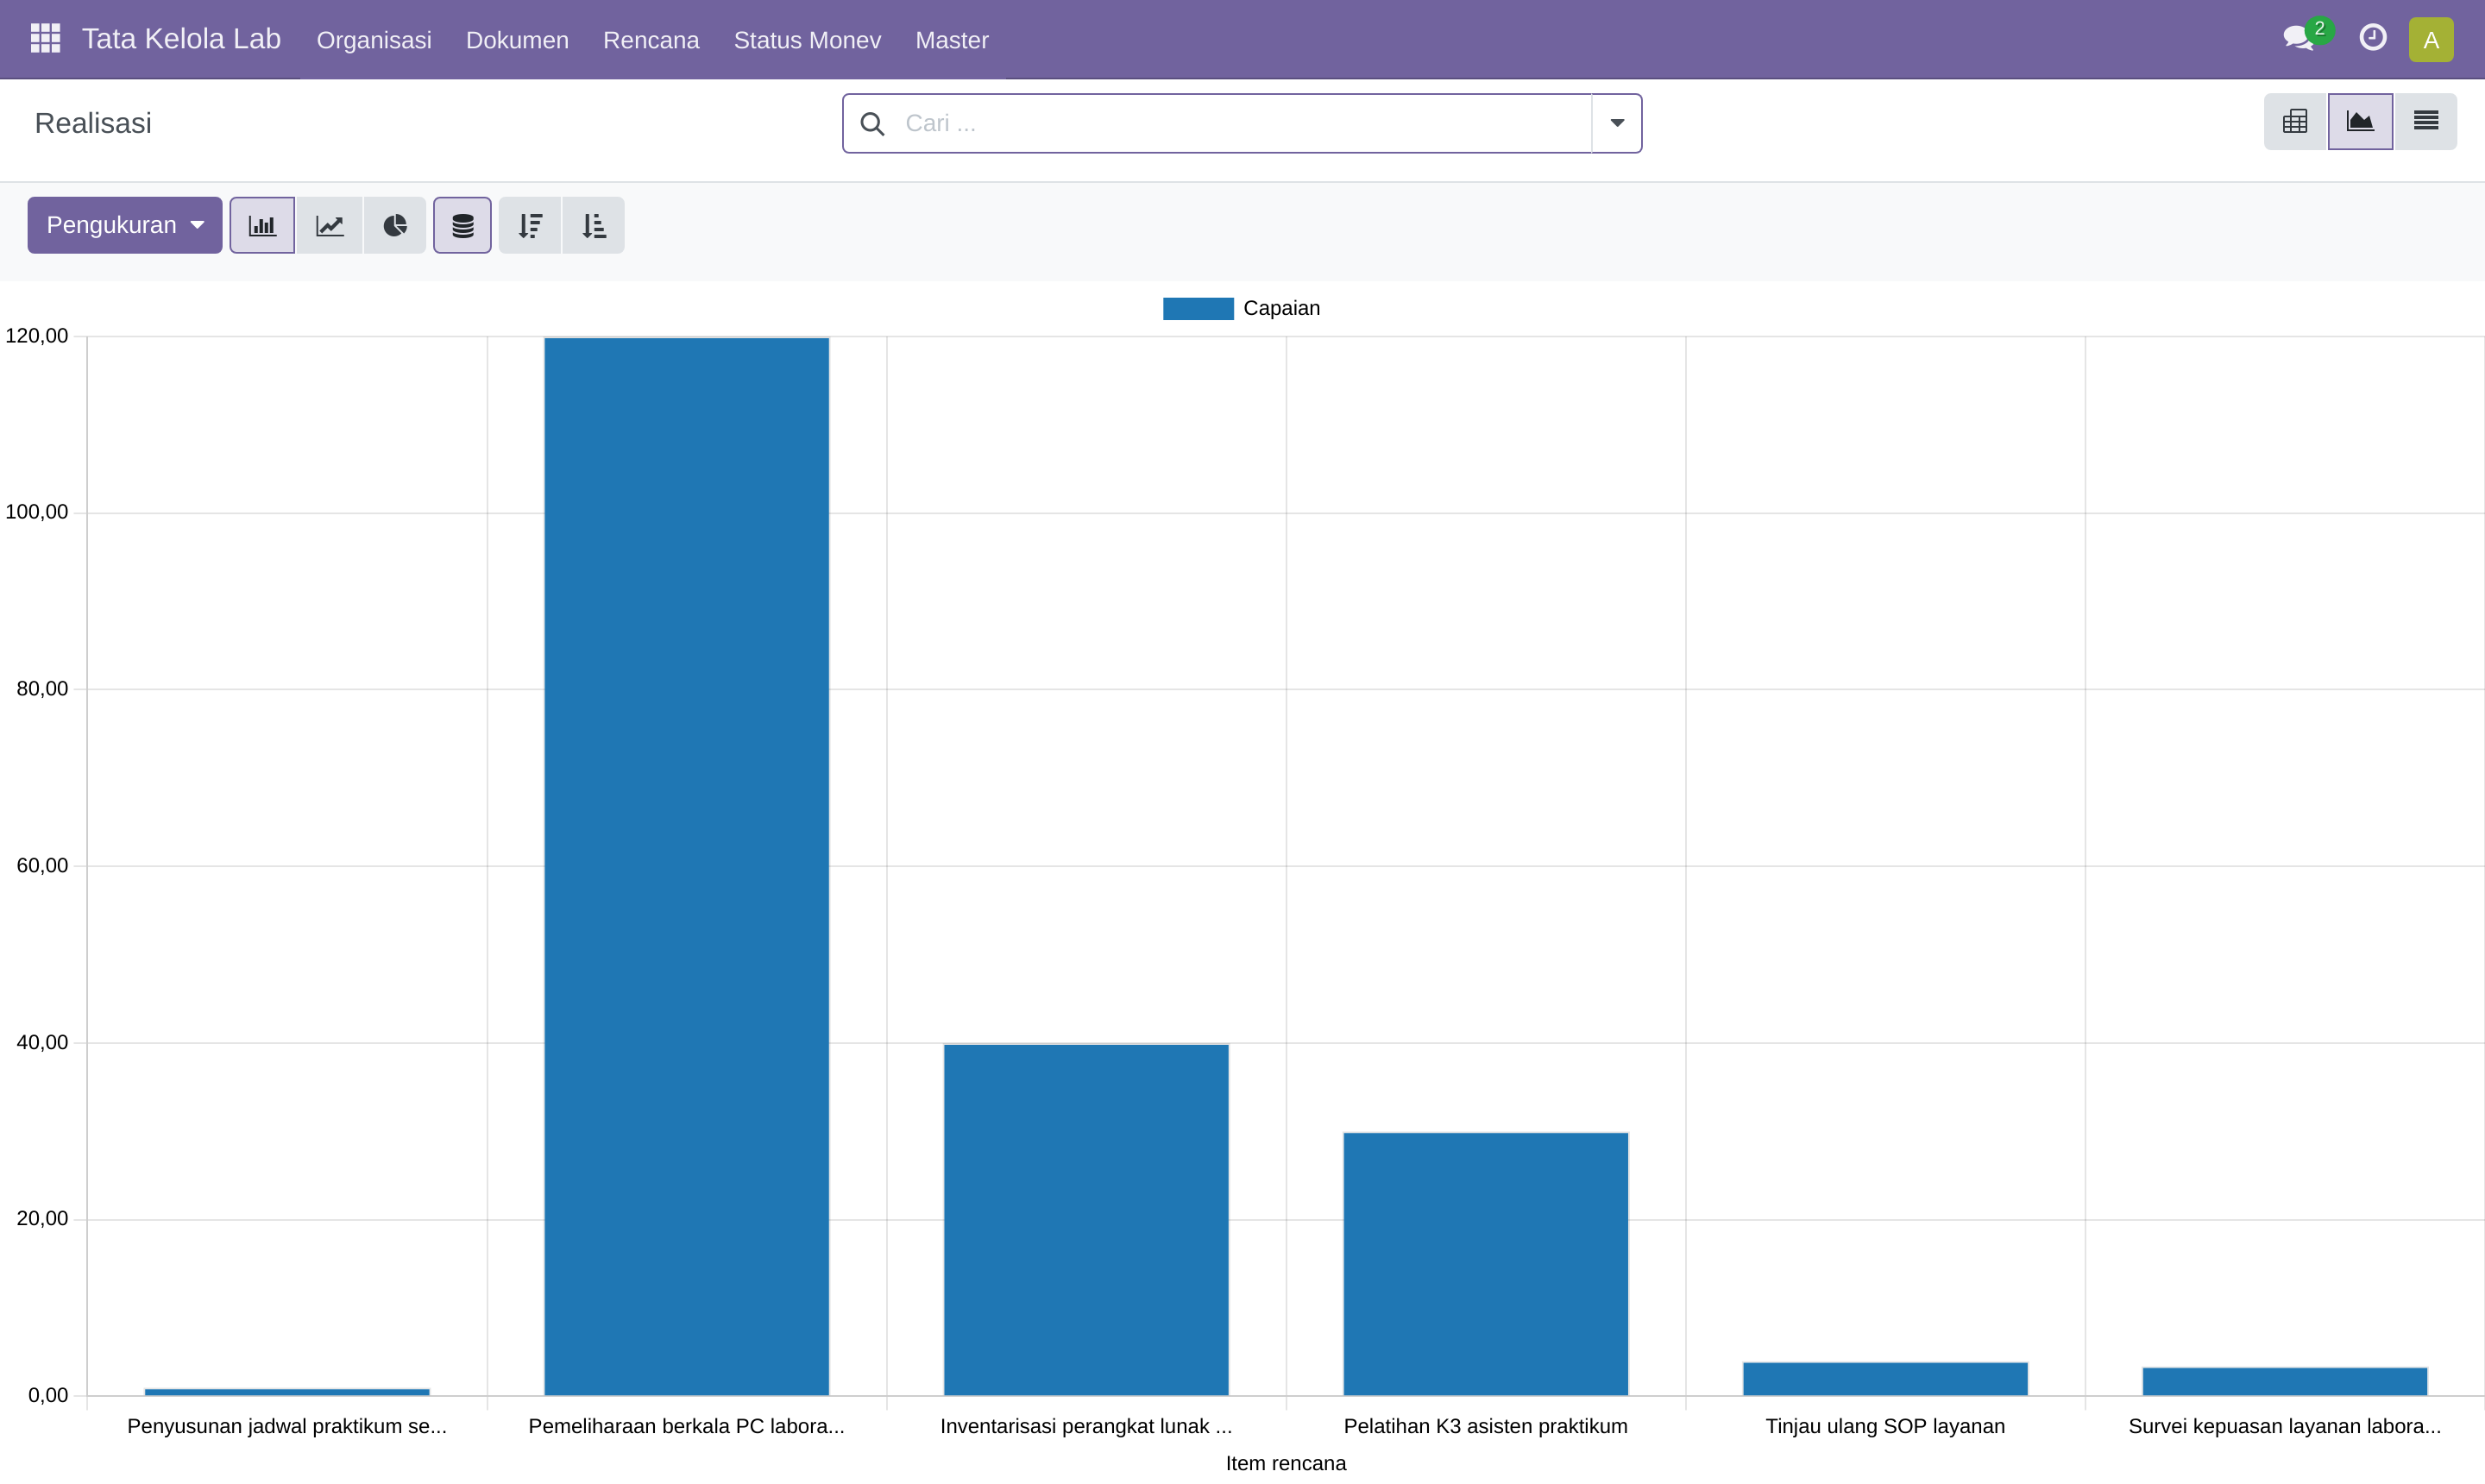 Tata Kelola Lab Organisasi Dokumen Rencana Status Monev Master 2 A
Realisasi Cari ...
Pengukuran
Capaian
120,00
100,00
80,00
60,00
40,00
20,00
0,00
Penyusunan jadwal praktikum se... Pemeliharaan berkala PC labora... Inventarisasi perangkat lunak ... Pelatihan K3 asisten praktikum Tinjau ulang SOP layanan Survei kepuasan layanan labora...
Item rencana